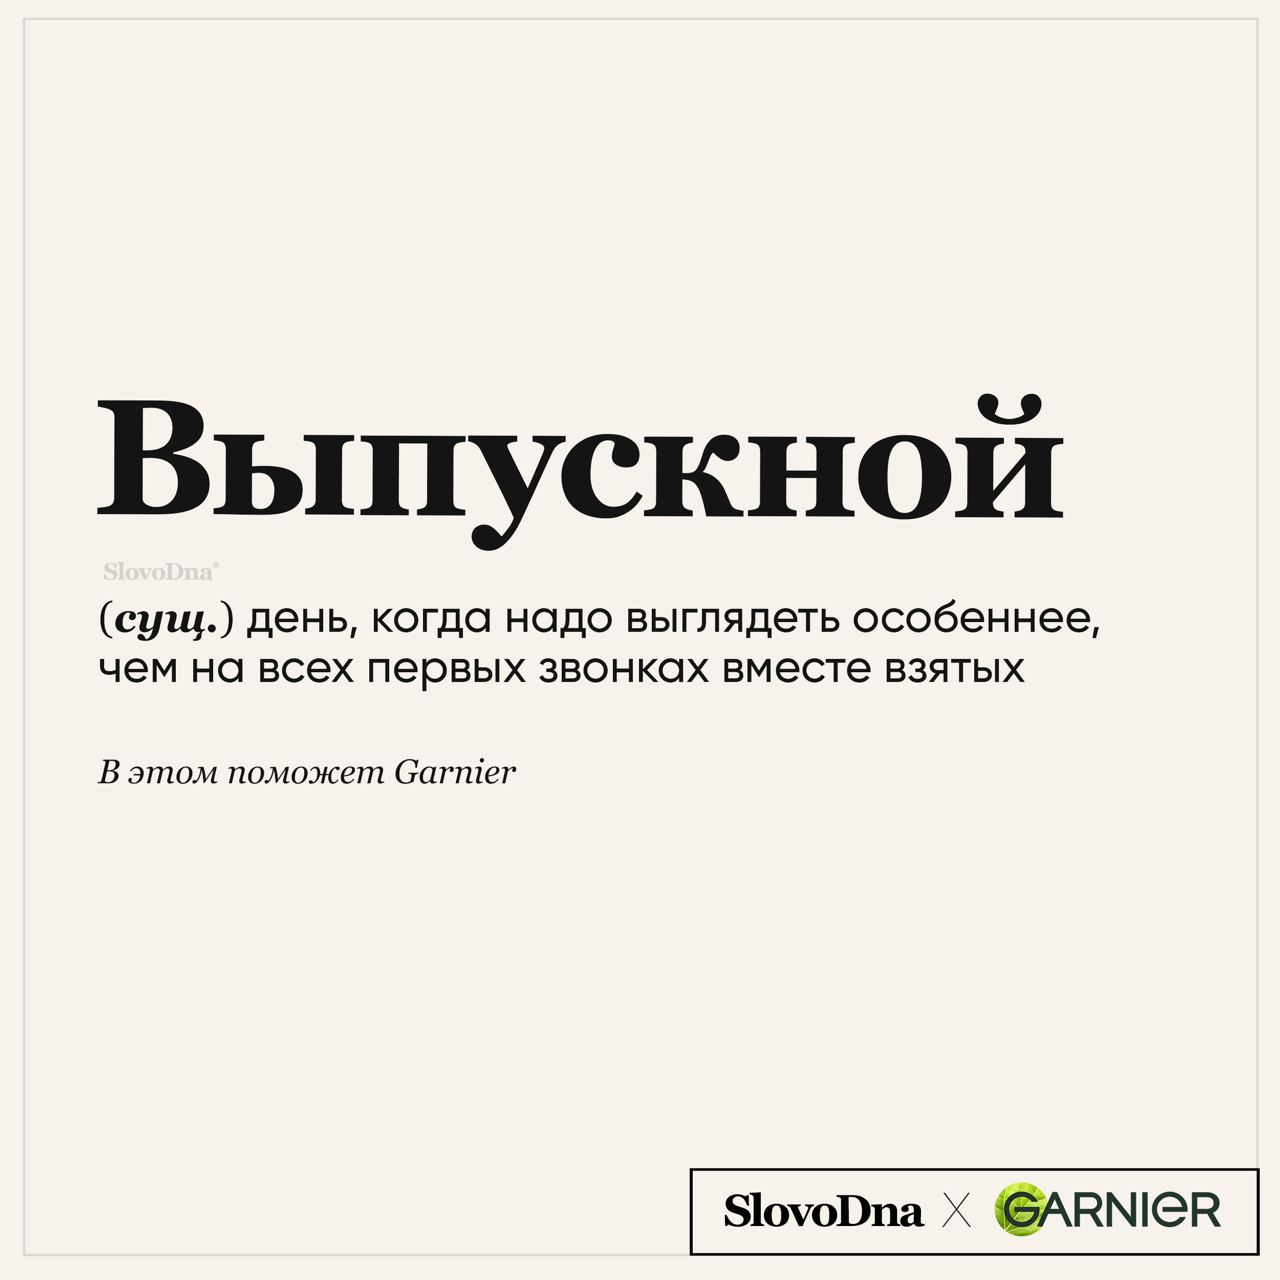 Выпускной
SlovoDna®
(сущ.) день, когда надо выглядеть особеннее,
чем на всех первых звонках вместе взятых
В этом поможет Garnier
SlovoDna X GARNIER